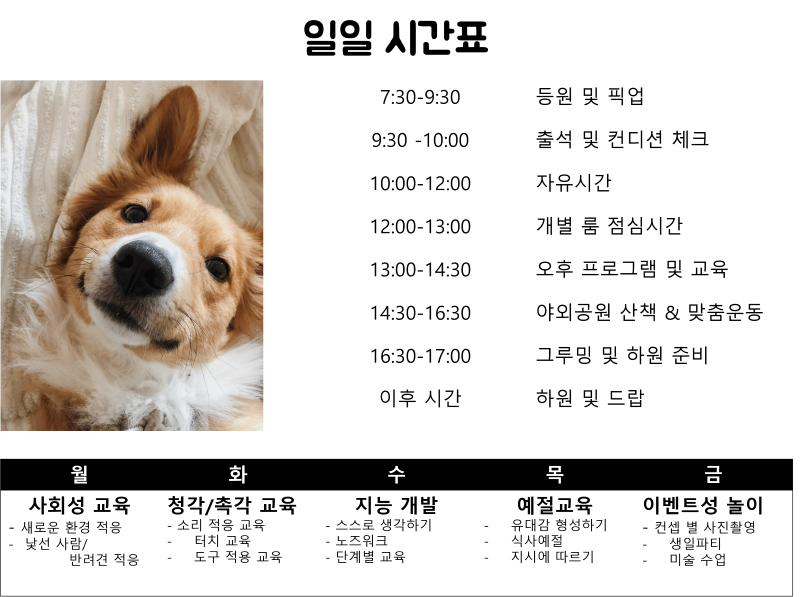 일일 시간표
7:30-9:30 등원 및 픽업
9:30 -10:00 출석 및 컨디션 체크
10:00-12:00 자유시간
12:00-13:00 개별 룸 점심시간
13:00-14:30 오후 프로그램 및 교육
14:30-16:30 야외공원 산책 & 맞춤운동
16:30-17:00 그루밍 및 하원 준비
이후 시간 하원 및 드랍
월 화 수 목 금
사회성 교육
- 새로운 환경 적응
- 낯선 사람/
반려견 적응
청각/촉각 교육
- 소리 적응 교육
- 터치 교육
- 도구 적용 교육
지능 개발
- 스스로 생각하기
- 노즈워크
- 단계별 교육
예절교육
- 유대감 형성하기
- 식사예절
- 지시에 따르기
이벤트성 놀이
- 컨셉 별 사진촬영
- 생일파티
- 미술 수업